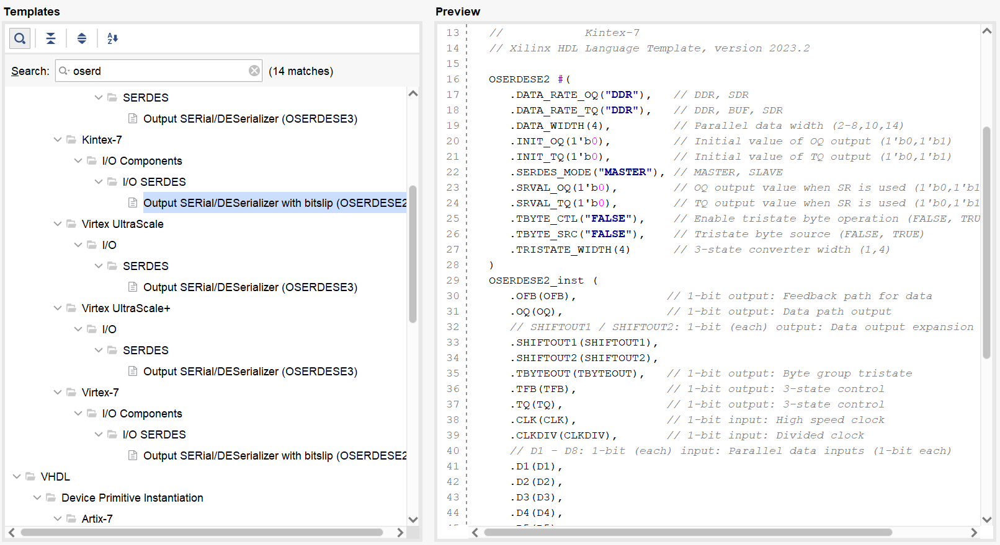 Templates
Search: oserd (14 matches)
SERDES
Output SERial/DESerializer (OSERDESE3)
Kintex-7
I/O Components
I/O SERDES
Output SERial/DESerializer with bitslip (OSERDESE2
Virtex UltraScale
I/O
SERDES
Output SERial/DESerializer (OSERDESE3)
Virtex UltraScale+
I/O
SERDES
Output SERial/DESerializer (OSERDESE3)
Virtex-7
I/O Components
I/O SERDES
Output SERial/DESerializer with bitslip (OSERDESE2
VHDL
Device Primitive Instantiation
Artix-7
Preview
13 // Kintex-7
14 // Xilinx HDL Language Template, version 2023.2
15
16 OSERDESE2 #(
17 .DATA_RATE_OQ("DDR"), // DDR, SDR
18 .DATA_RATE_TQ("DDR"), // DDR, BUF, SDR
19 .DATA_WIDTH(4), // Parallel data width (2-8,10,14)
20 .INIT_OQ(1'b0), // Initial value of OQ output (1'b0,1'b1)
21 .INIT_TQ(1'b0), // Initial value of TQ output (1'b0,1'b1)
22 .SERDES_MODE("MASTER"), // MASTER, SLAVE
23 .SRVAL_OQ(1'b0), // OQ output value when SR is used (1'b0,1'b1
24 .SRVAL_TQ(1'b0), // TQ output value when SR is used (1'b0,1'b1
25 .TBYTE_CTL("FALSE"), // Enable tristate byte operation (FALSE, TRU
26 .TBYTE_SRC("FALSE"), // Tristate byte source (FALSE, TRUE)
27 .TRISTATE_WIDTH(4) // 3-state converter width (1,4)
28 )
29 OSERDESE2_inst (
30 .OFB(OFB), // 1-bit output: Feedback path for data
31 .OQ(OQ), // 1-bit output: Data path output
32 // SHIFTOUT1 / SHIFTOUT2: 1-bit (each) output: Data output expansion
33 .SHIFTOUT1(SHIFTOUT1),
34 .SHIFTOUT2(SHIFTOUT2),
35 .TBYTEOUT(TBYTEOUT), // 1-bit output: Byte group tristate
36 .TFB(TFB), // 1-bit output: 3-state control
37 .TQ(TQ), // 1-bit output: 3-state control
38 .CLK(CLK), // 1-bit input: High speed clock
39 .CLKDIV(CLKDIV), // 1-bit input: Divided clock
40 // D1 - D8: 1-bit (each) input: Parallel data inputs (1-bit each)
41 .D1(D1),
42 .D2(D2),
43 .D3(D3),
44 .D4(D4),